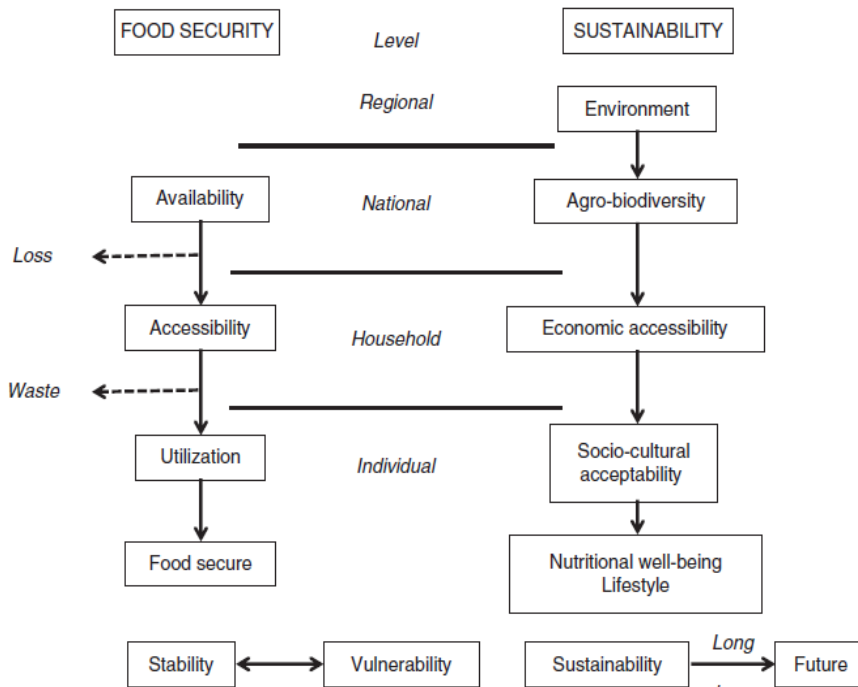 FOOD SECURITY
Level
SUSTAINABILITY
Regional
Environment
Availability
National
Agro-biodiversity
Loss
Accessibility
Household
Economic accessibility
Waste
Utilization
Individual
Socio-cultural
acceptability
Food secure
Nutritional well-being
Lifestyle
Stability
Vulnerability
Sustainability
Long
Future